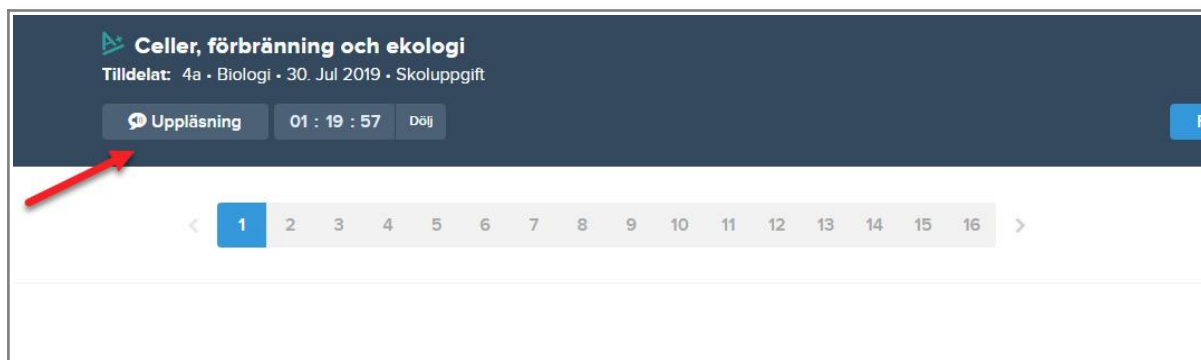 Celler, förbränning och ekologi
Tilldelat: 4a • Biologi • 30. Jul 2019 • Skoluppgift
Uppläsning 01 : 19 : 57 Dölj
< 1 2 3 4 5 6 7 8 9 10 11 12 13 14 15 16 >